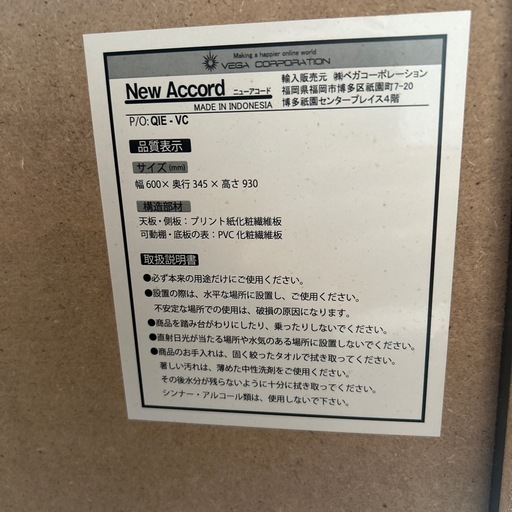 Making a happier online world
VEGA CORPORATION
New Accord ニューアコード
MADE IN INDONESIA
輸入販売元 ㈱ベガコーポレーション
福岡県福岡市博多区祇園町7-20
博多祇園センタープレイス4階
P/O: QIE - VC
品質表示
サイズ(mm)
幅 600× 奥行 345 × 高さ 930
構造部材
天板・側板：プリント紙化粧繊維板
可動棚・底板の表：PVC 化粧繊維板
取扱説明書
●必ず本来の用途だけにご使用ください。
●設置の際は、水平な場所に設置し、ご使用ください。
不安定な場所での使用は、破損の原因になります。
●商品を踏み台がわりにしたり、乗ったりしないでください。
●直射日光が当たる場所や水気のある場所に設置しないでください。
●商品のお手入れは、固く絞ったタオルで拭き取ってください。
著しい汚れは、薄めた中性洗剤をご使用ください。
その後水分が残らないように十分に拭き取ってください。
シンナー・アルコール類は、使用しないで下さい。